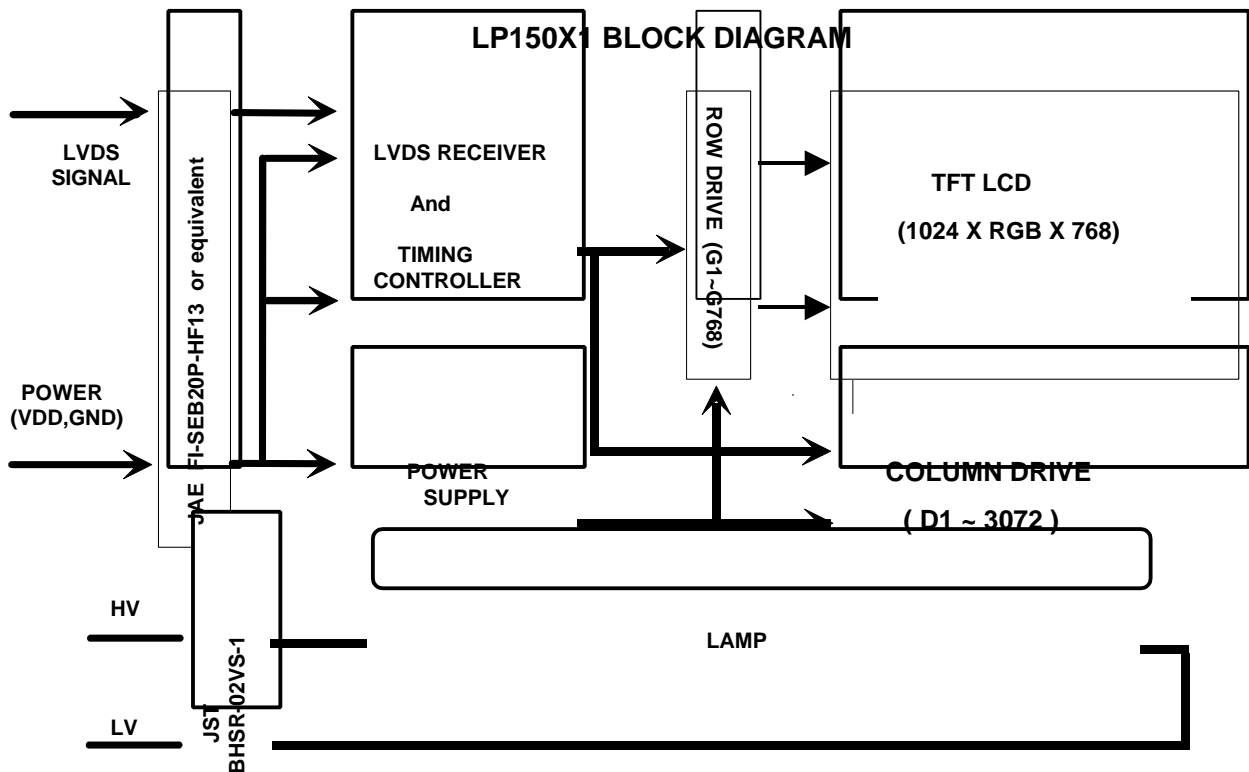 LP150X1 BLOCK DIAGRAM
LVDS
SIGNAL
POWER
(VDD,GND)
JAE FI-SEB20P-HF13 or equivalent
LVDS RECEIVER
And
TIMING
CONTROLLER
ROW DRIVE (G1~G768)
TFT LCD
(1024 X RGB X 768)
POWER
SUPPLY
COLUMN DRIVE
( D1 ~ 3072 )
HV
LV
JST
BHSR-02VS-1
LAMP